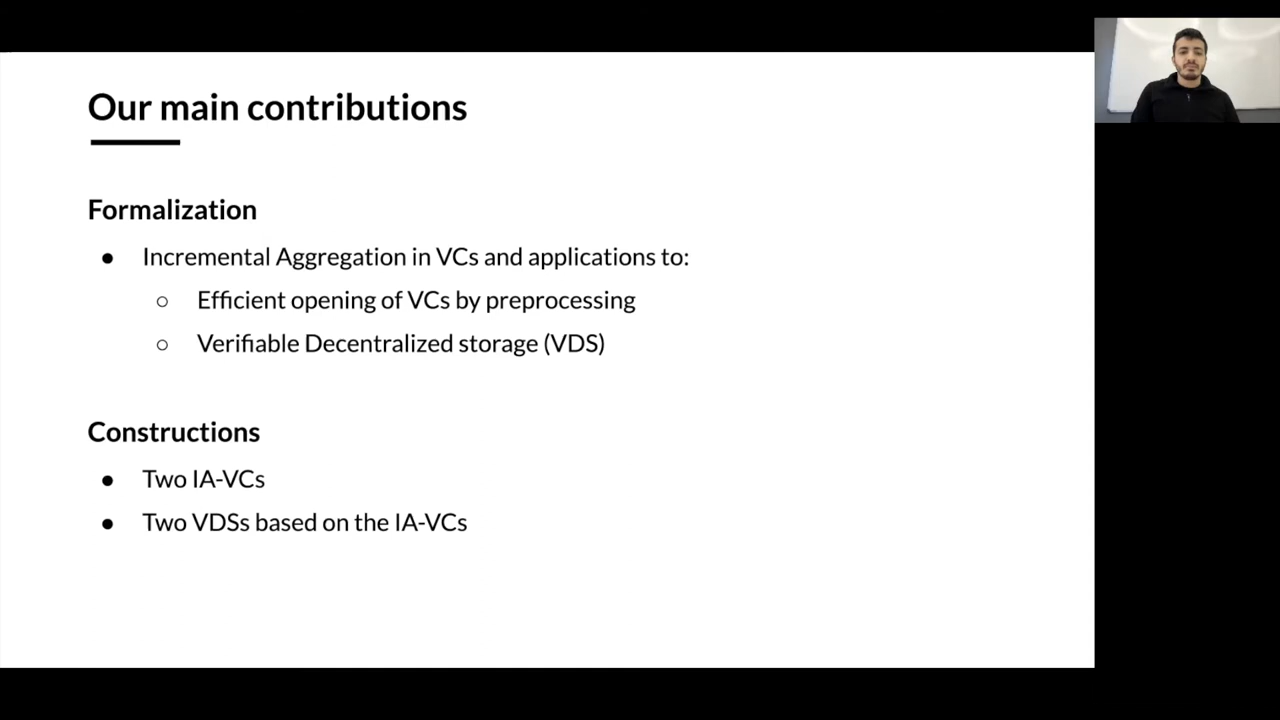 Our main contributions
Formalization
● Incremental Aggregation in VCs and applications to:
○ Efficient opening of VCs by preprocessing
○ Verifiable Decentralized storage (VDS)
Constructions
● Two IA-VCs
● Two VDSs based on the IA-VCs